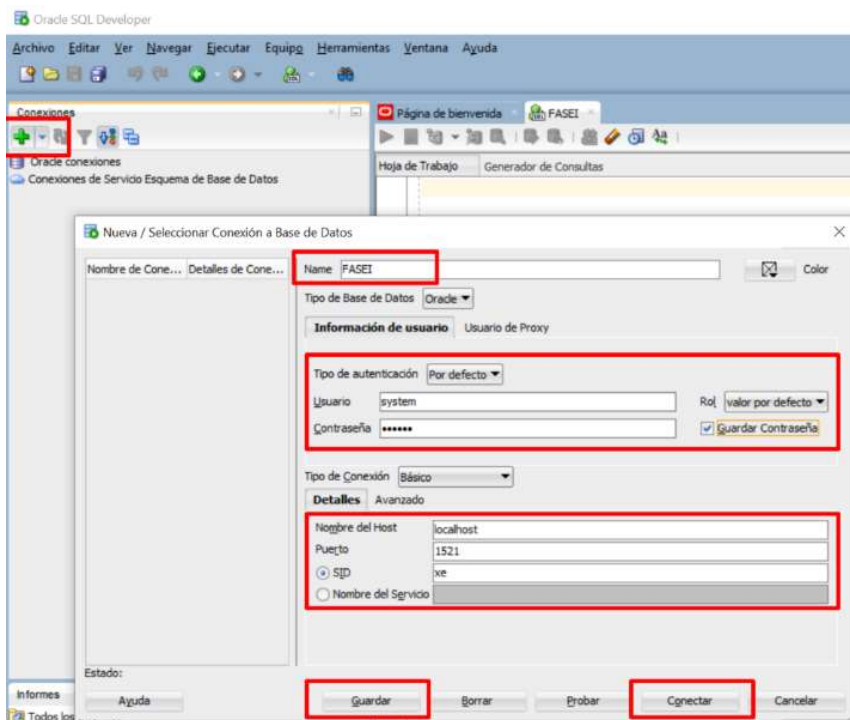 Oracle SQL Developer
Archivo Editar Ver Navegar Ejecutar Equipo Herramientas Ventana Ayuda
Conexiones
Página de bienvenida FASEI
Oracle conexiones
Conexiones de Servicio Esquema de Base de Datos
Hoja de Trabajo Generador de Consultas
Nueva / Seleccionar Conexión a Base de Datos
Nombre de Cone... Detalles de Cone...
Name FASEI
Color
Tipo de Base de Datos Oracle
Información de usuario Usuario de Proxy
Tipo de autenticación Por defecto
Usuario system
Rol valor por defecto
Contraseña ••••••
Guardar Contraseña
Tipo de Conexión Básico
Detalles Avanzado
Nombre del Host localhost
Puerto 1521
SID xe
Nombre del Servicio
Estado:
Ayuda Guardar Borrar Probar Conectar Cancelar
Informes
Todos los